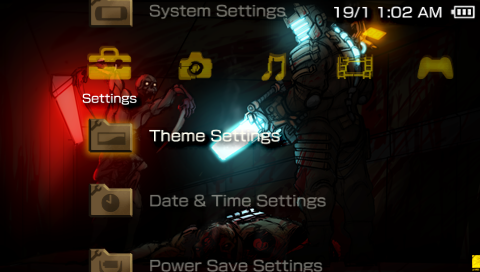 System Settings
19/1 1:02 AM
Settings
Theme Settings
Date & Time Settings
Power Save Settings